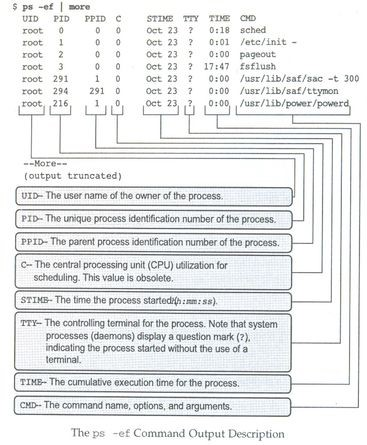 $ ps -ef | more
UID PID PPID C STIME TTY TIME CMD
root 0 0 0 Oct 23 ? 0:18 sched
root 1 0 0 Oct 23 ? 0:01 /etc/init -
root 2 0 0 Oct 23 ? 0:00 pageout
root 3 0 0 Oct 23 ? 17:47 fsflush
root 291 1 0 Oct 23 ? 0:00 /usr/lib/saf/sac -t 300
root 294 291 0 Oct 23 ? 0:00 /usr/lib/saf/ttymon
root 216 1 0 Oct 23 ? 0:00 /usr/lib/power/powerd
--More--
(output truncated)
UID– The user name of the owner of the process.
PID– The unique process identification number of the process.
PPID– The parent process identification number of the process.
C– The central processing unit (CPU) utilization for
scheduling. This value is obsolete.
STIME– The time the process started(h:mm:ss).
TTY– The controlling terminal for the process. Note that system
processes (daemons) display a question mark (?),
indicating the process started without the use of a
terminal.
TIME– The cumulative execution time for the process.
CMD– The command name, options, and arguments.
The ps -ef Command Output Description